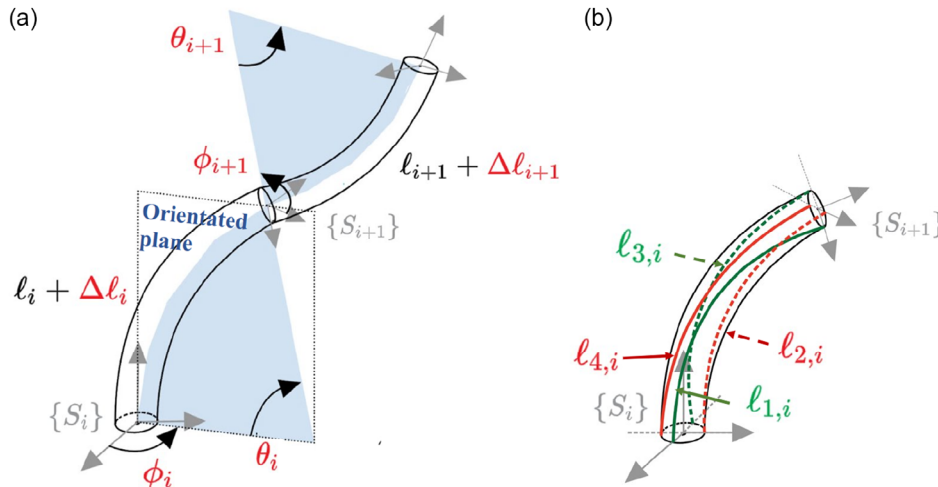 (a)
θ_{i+1}
ϕ_{i+1}
ℓ_{i+1} + Δℓ_{i+1}
Orientated
plane
{S_{i+1}}
ℓ_i + Δℓ_i
{S_i}
ϕ_i
θ_i
(b)
ℓ_{3,i}
{S_{i+1}}
ℓ_{4,i}
ℓ_{2,i}
{S_i}
ℓ_{1,i}